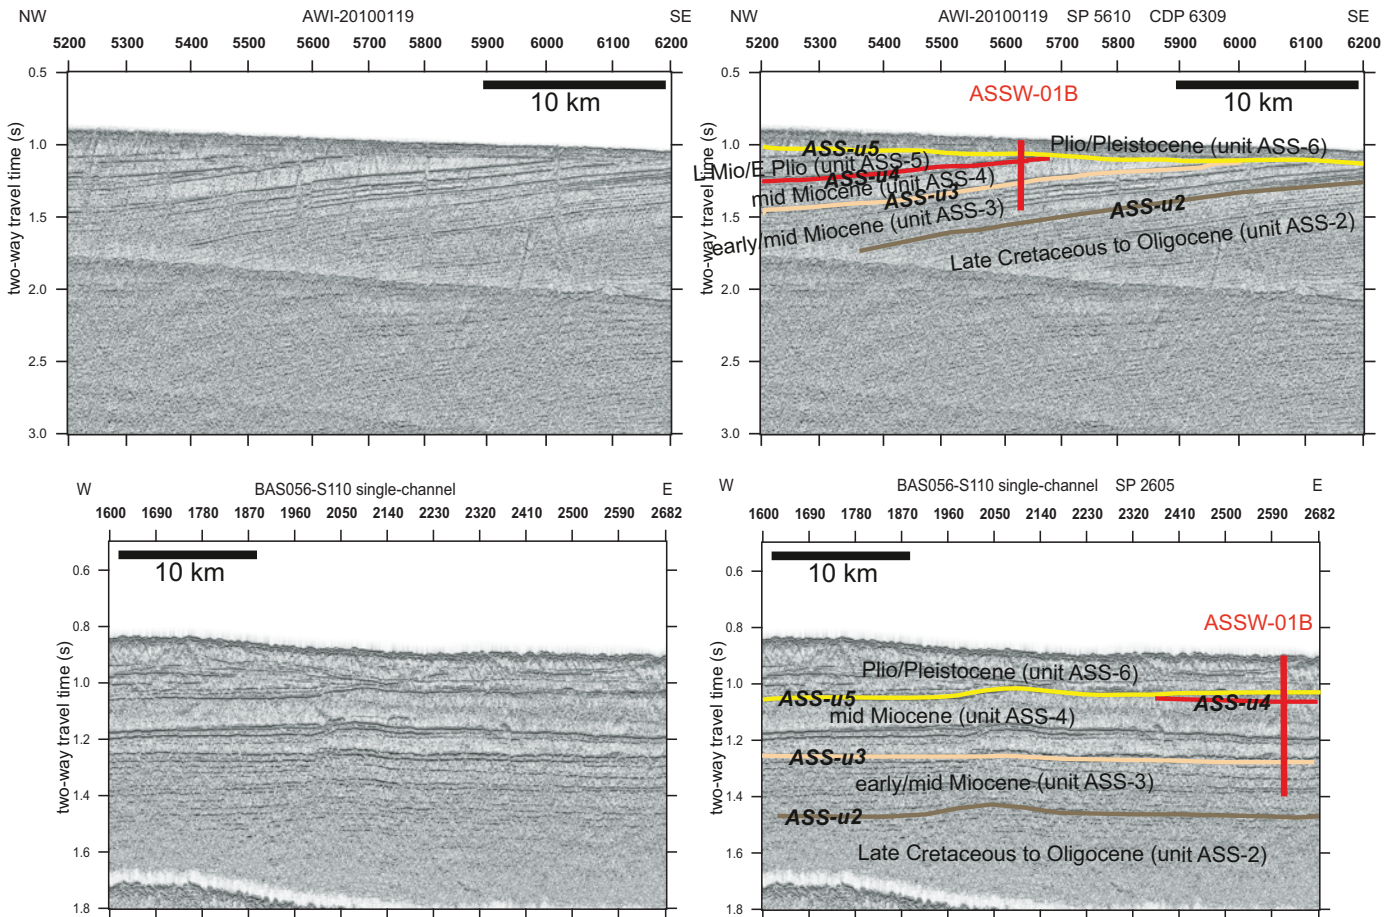 NW AWI-20100119 SE
5200 5300 5400 5500 5600 5700 5800 5900 6000 6100 6200
0.5
1.0
1.5
2.0
2.5
3.0
two-way travel time (s)
10 km
NW AWI-20100119 SP 5610 CDP 6309 SE
5200 5300 5400 5500 5600 5700 5800 5900 6000 6100 6200
0.5
1.0
1.5
2.0
2.5
3.0
two-way travel time (s)
10 km
ASSW-01B
Plio/Pleistocene (unit ASS-6)
ASS-u5
L Mio/E Plio (unit ASS-5)
ASS-u4
mid Miocene (unit ASS-4)
ASS-u3
early/mid Miocene (unit ASS-3)
ASS-u2
Late Cretaceous to Oligocene (unit ASS-2)
W BAS056-S110 single-channel E
1600 1690 1780 1870 1960 2050 2140 2230 2320 2410 2500 2590 2682
0.6
0.8
1.0
1.2
1.4
1.6
1.8
two-way travel time (s)
10 km
W BAS056-S110 single-channel SP 2605 E
1600 1690 1780 1870 1960 2050 2140 2230 2320 2410 2500 2590 2682
0.6
0.8
1.0
1.2
1.4
1.6
1.8
two-way travel time (s)
10 km
ASSW-01B
Plio/Pleistocene (unit ASS-6)
ASS-u5
ASS-u4
mid Miocene (unit ASS-4)
ASS-u3
early/mid Miocene (unit ASS-3)
ASS-u2
Late Cretaceous to Oligocene (unit ASS-2)